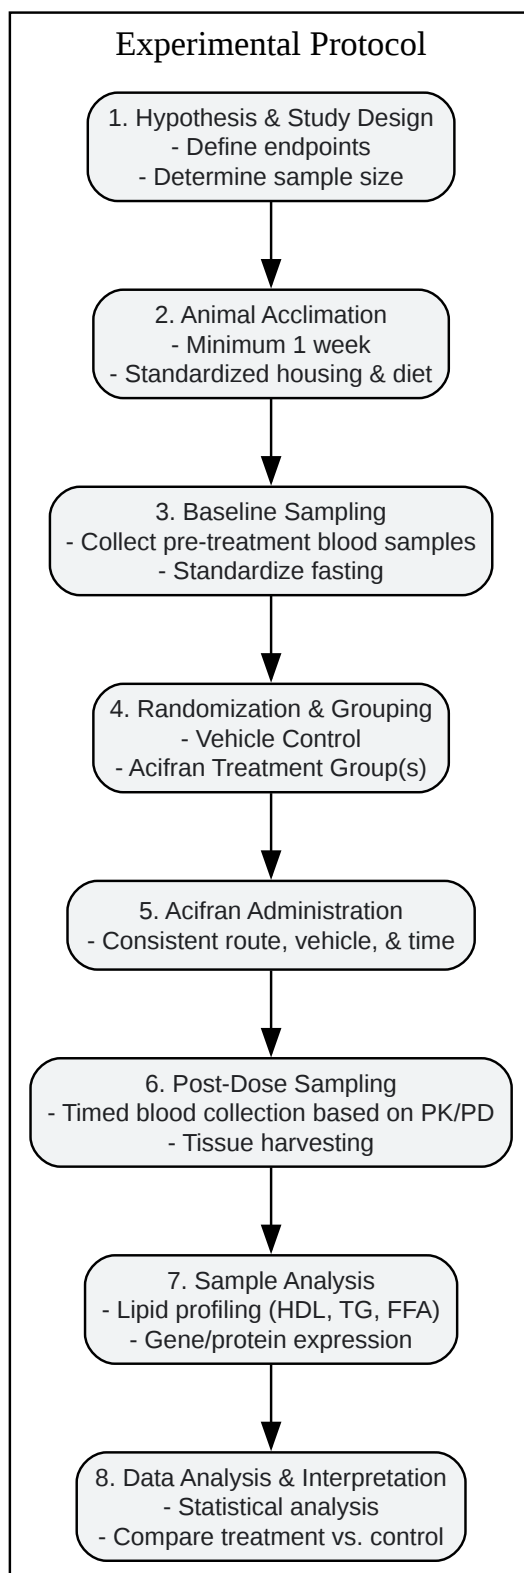 Experimental Protocol
1. Hypothesis & Study Design
- Define endpoints
- Determine sample size
2. Animal Acclimation
- Minimum 1 week
- Standardized housing & diet
3. Baseline Sampling
- Collect pre-treatment blood samples
- Standardize fasting
4. Randomization & Grouping
- Vehicle Control
- Acifran Treatment Group(s)
5. Acifran Administration
- Consistent route, vehicle, & time
6. Post-Dose Sampling
- Timed blood collection based on PK/PD
- Tissue harvesting
7. Sample Analysis
- Lipid profiling (HDL, TG, FFA)
- Gene/protein expression
8. Data Analysis & Interpretation
- Statistical analysis
- Compare treatment vs. control